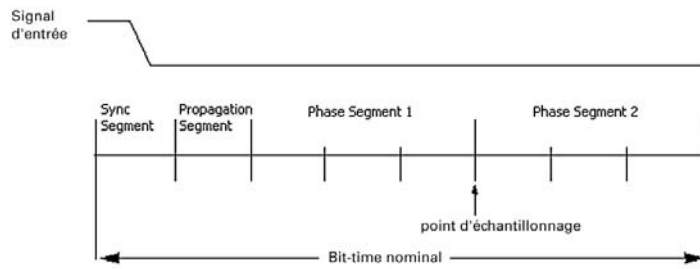 Signal
d'entrée
Sync
Segment
Propagation
Segment
Phase Segment 1
Phase Segment 2
point d'échantillonnage
Bit-time nominal